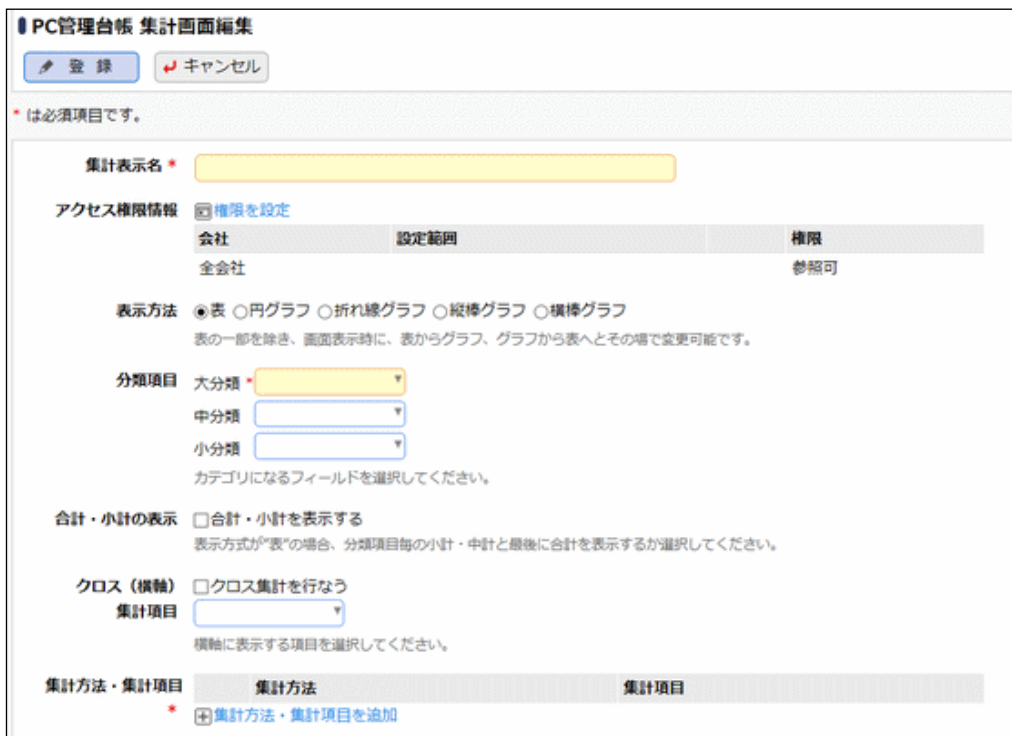 PC管理台帳 集計画面編集
登 録 キャンセル
* は必須項目です。
集計表示名 *
アクセス権限情報 権限を設定
会社 設定範囲 権限
全会社 参照可
表示方法 表 円グラフ 折れ線グラフ 縦棒グラフ 横棒グラフ
表の一部を除き、画面表示時に、表からグラフ、グラフから表へとその場で変更可能です。
分類項目 大分類 *
中分類
小分類
カテゴリになるフィールドを選択してください。
合計・小計の表示 合計・小計を表示する
表示方式が"表"の場合、分類項目毎の小計・中計と最後に合計を表示するか選択してください。
クロス（横軸） クロス集計を行なう
集計項目
横軸に表示する項目を選択してください。
集計方法・集計項目 集計方法 集計項目
* 集計方法・集計項目を追加